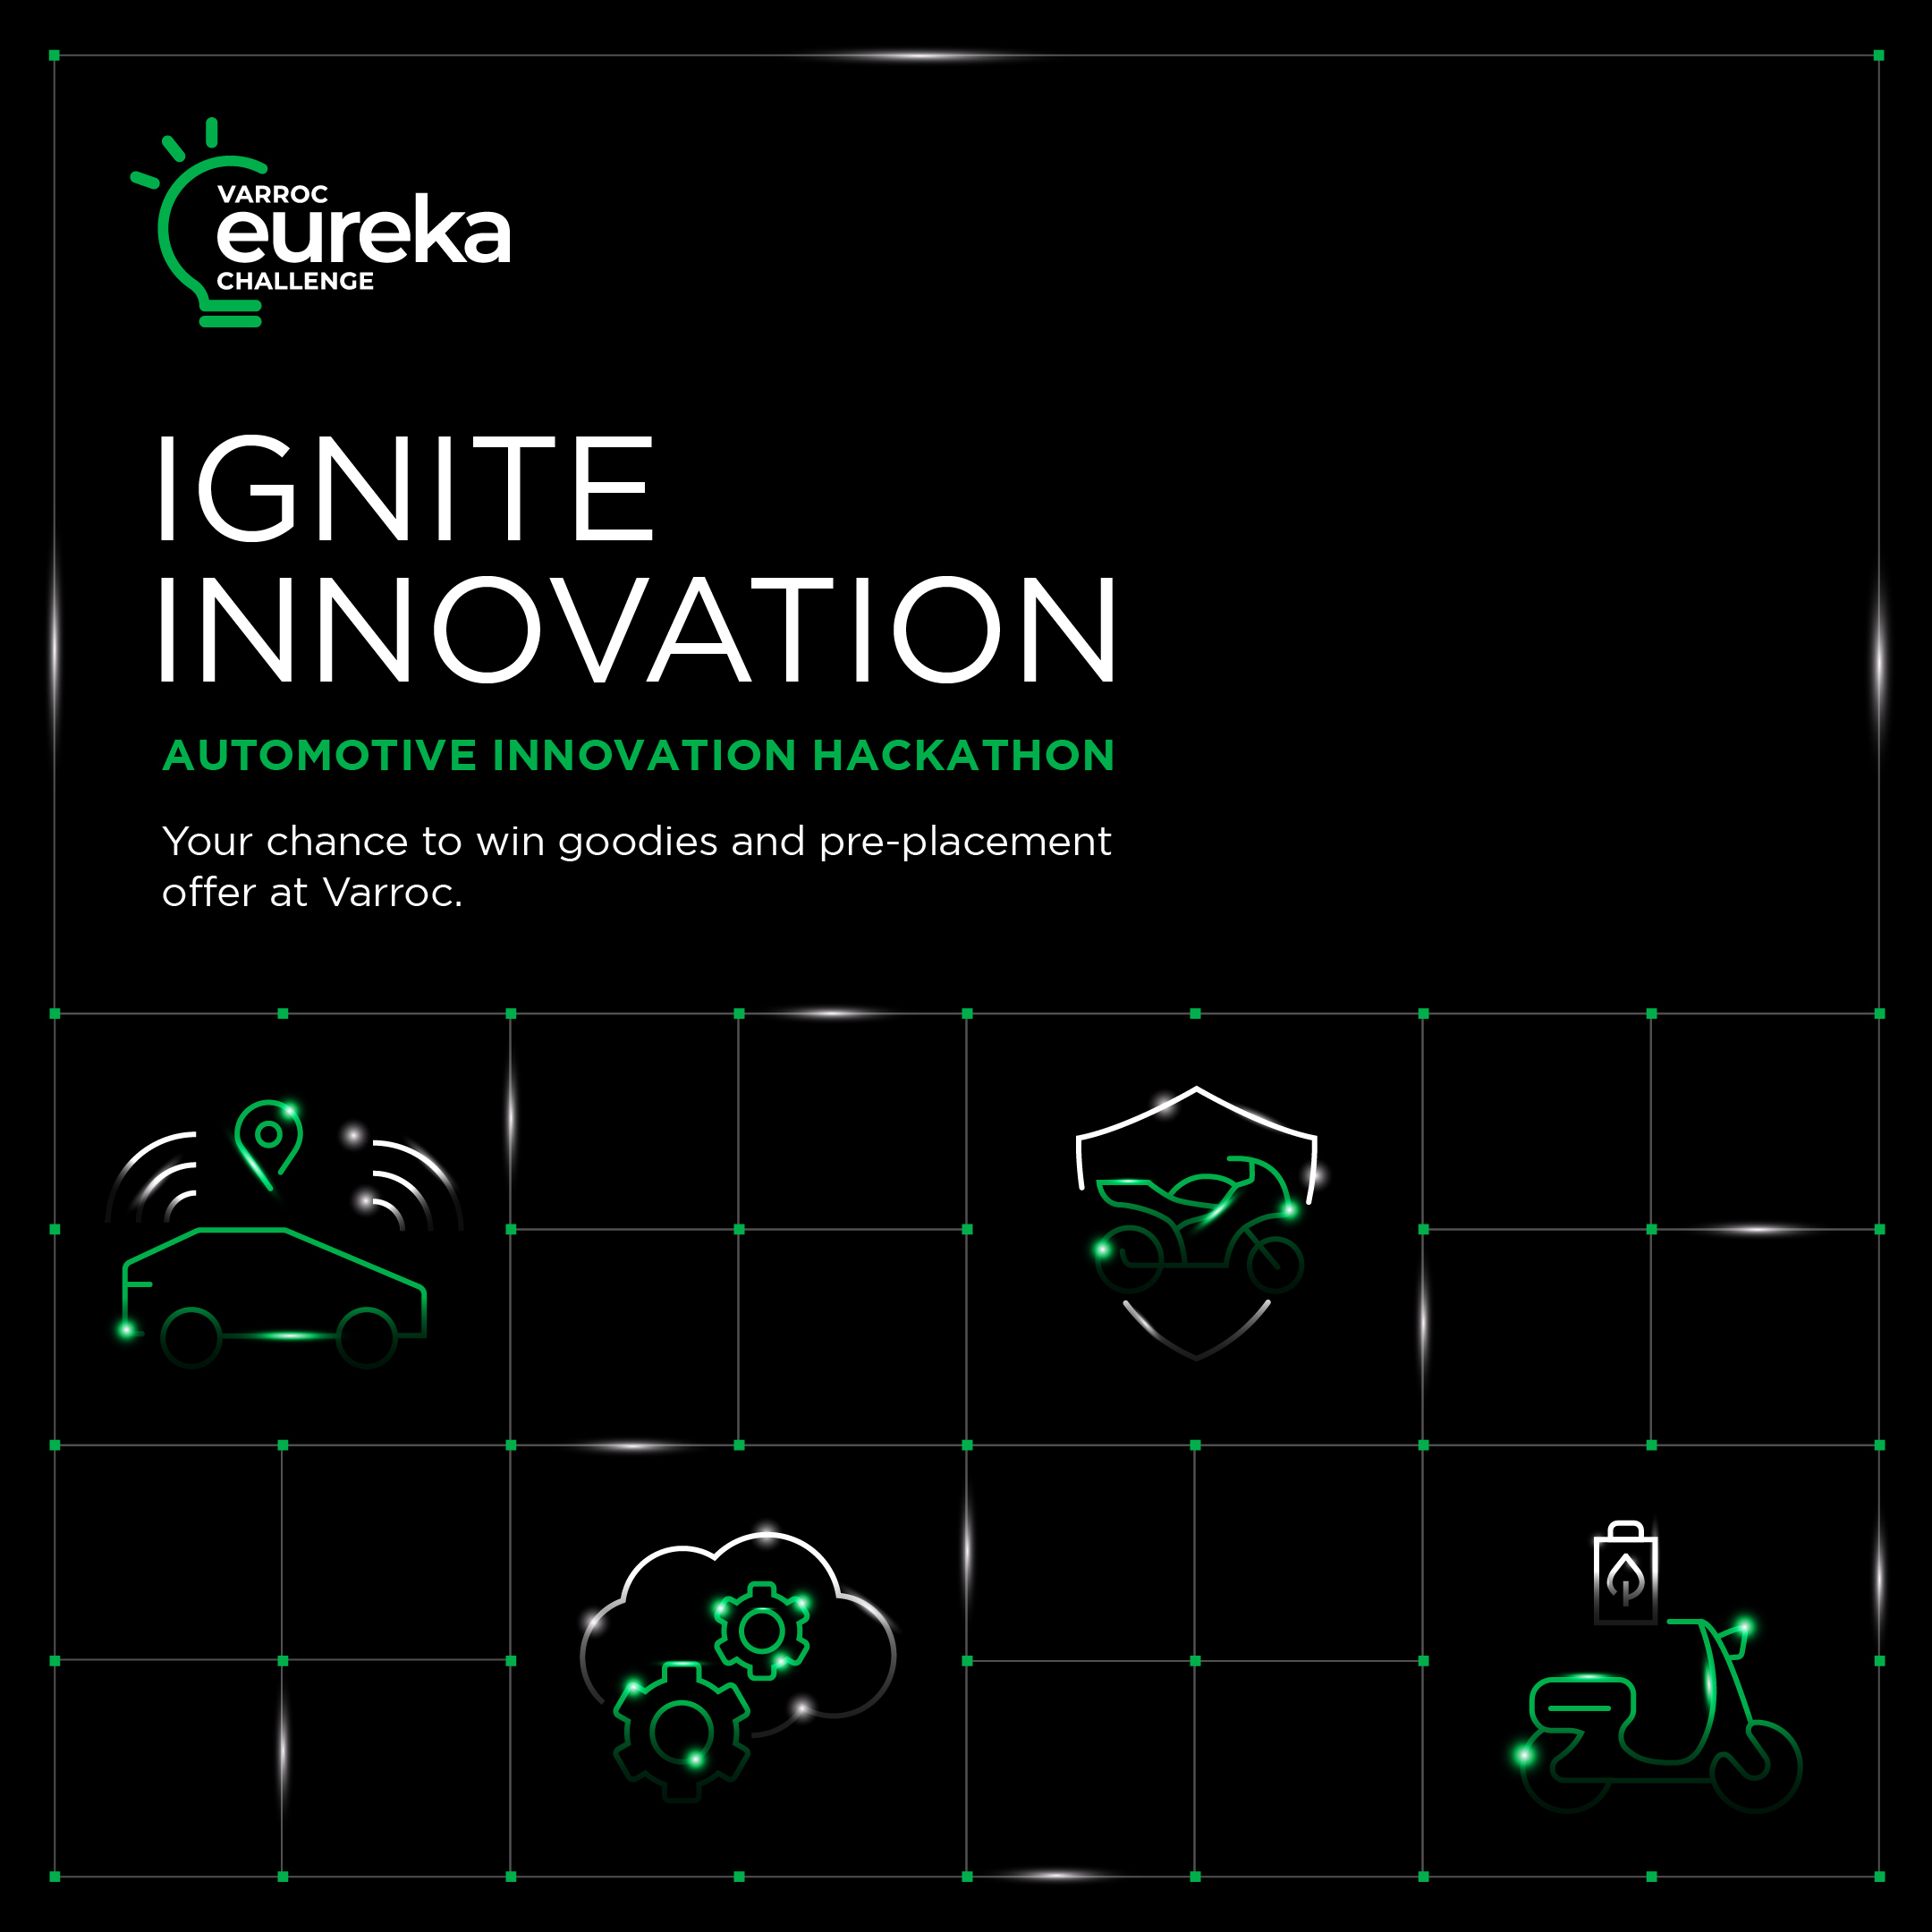 VARROC
eureka
CHALLENGE
IGNITE
INNOVATION
AUTOMOTIVE INNOVATION HACKATHON
Your chance to win goodies and pre-placement
offer at Varroc.